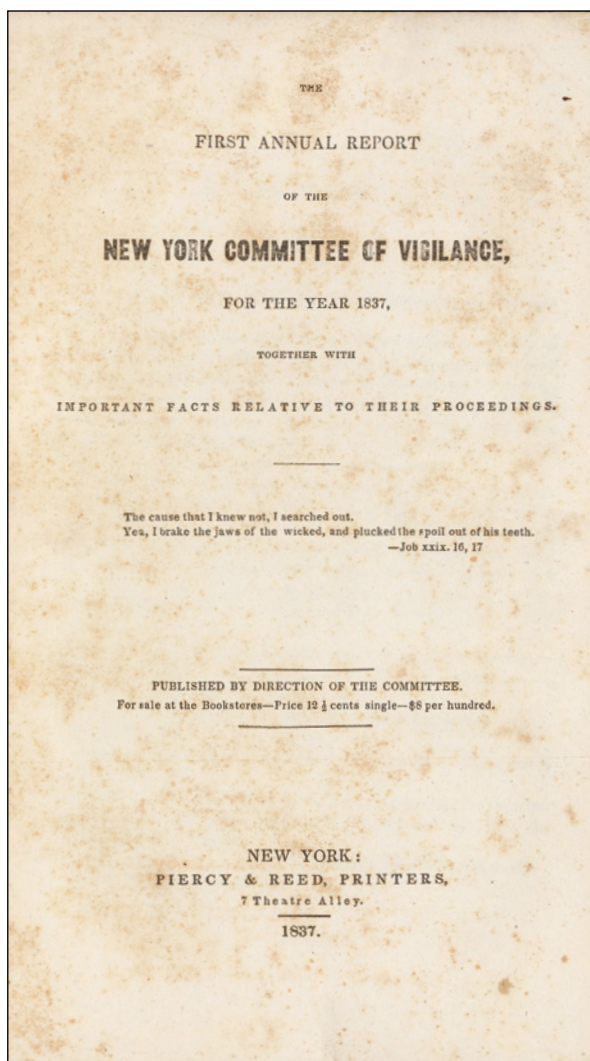 THE
FIRST ANNUAL REPORT
OF THE
NEW YORK COMMITTEE OF VIGILANCE,
FOR THE YEAR 1837,
TOGETHER WITH
IMPORTANT FACTS RELATIVE TO THEIR PROCEEDINGS.
The cause that I knew not, I searched out.
Yea, I brake the jaws of the wicked, and plucked the spoil out of his teeth.
—Job xxix. 16, 17
PUBLISHED BY DIRECTION OF THE COMMITTEE.
For sale at the Bookstores—Price 12 ½ cents single—$8 per hundred.
NEW YORK:
PIERCY & REED, PRINTERS,
7 Theatre Alley.
1837.